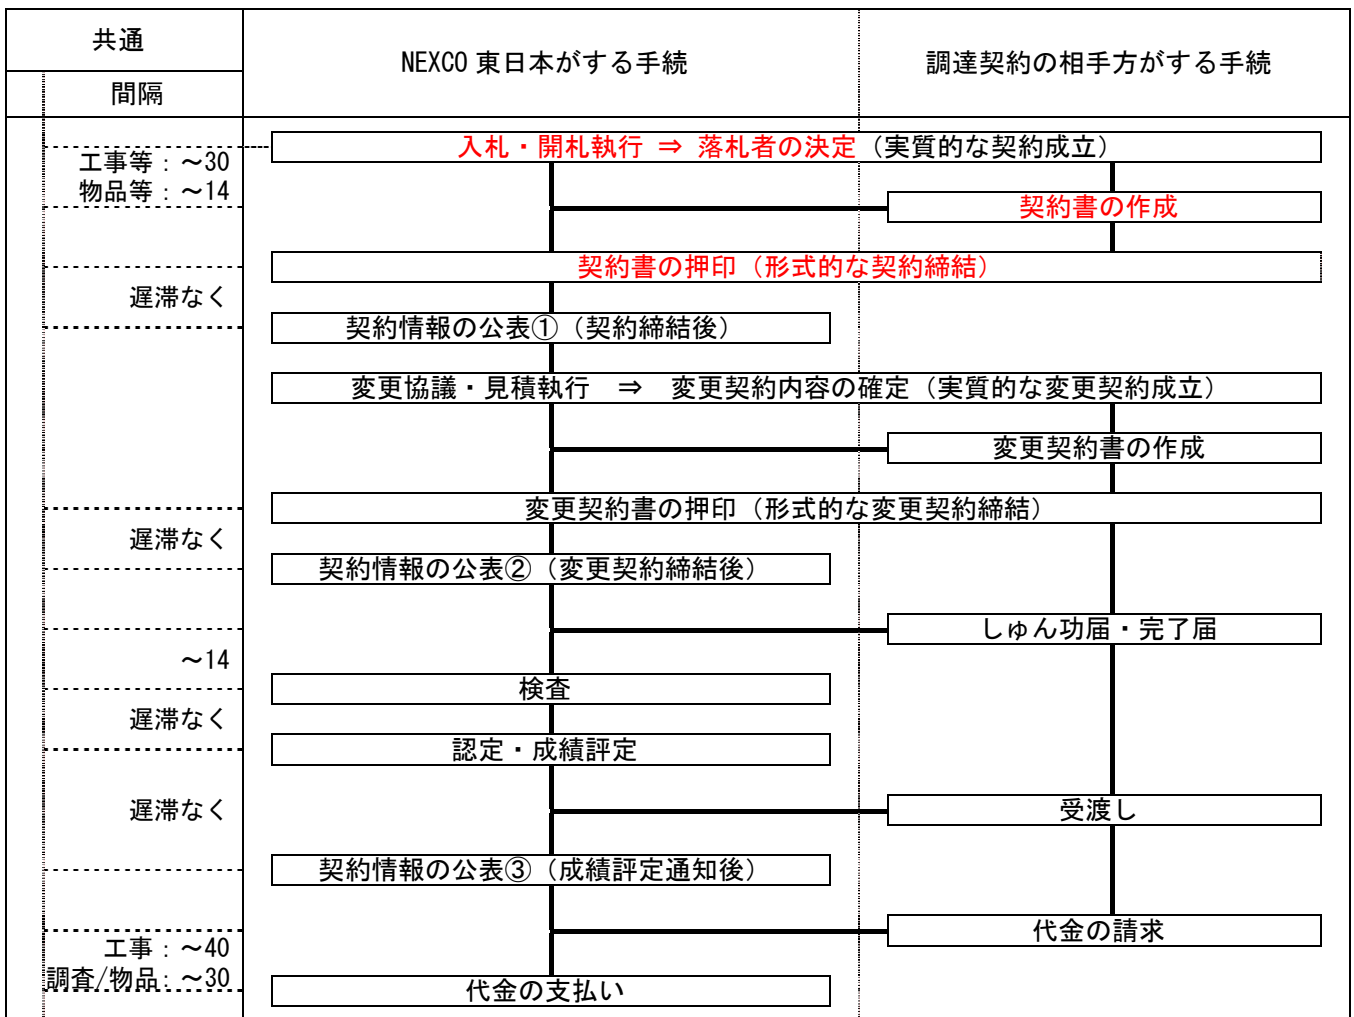 共通
NEXCO 東日本がする手続
調達契約の相手方がする手続
間隔
入札・開札執行 ⇒ 落札者の決定（実質的な契約成立）
工事等：～30
物品等：～14
契約書の作成
契約書の押印（形式的な契約締結）
遅滞なく
契約情報の公表①（契約締結後）
変更協議・見積執行 ⇒ 変更契約内容の確定（実質的な変更契約成立）
変更契約書の作成
変更契約書の押印（形式的な変更契約締結）
遅滞なく
契約情報の公表②（変更契約締結後）
しゅん功届・完了届
～14
検査
遅滞なく
認定・成績評定
遅滞なく
受渡し
契約情報の公表③（成績評定通知後）
代金の請求
工事：～40
調査/物品：～30
代金の支払い